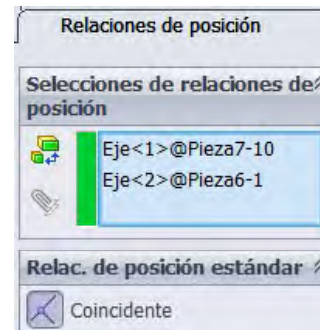 Relaciones de posición
Selecciones de relaciones de
posición
Eje<1>@Pieza7-10
Eje<2>@Pieza6-1
Relac. de posición estándar
Coincidente